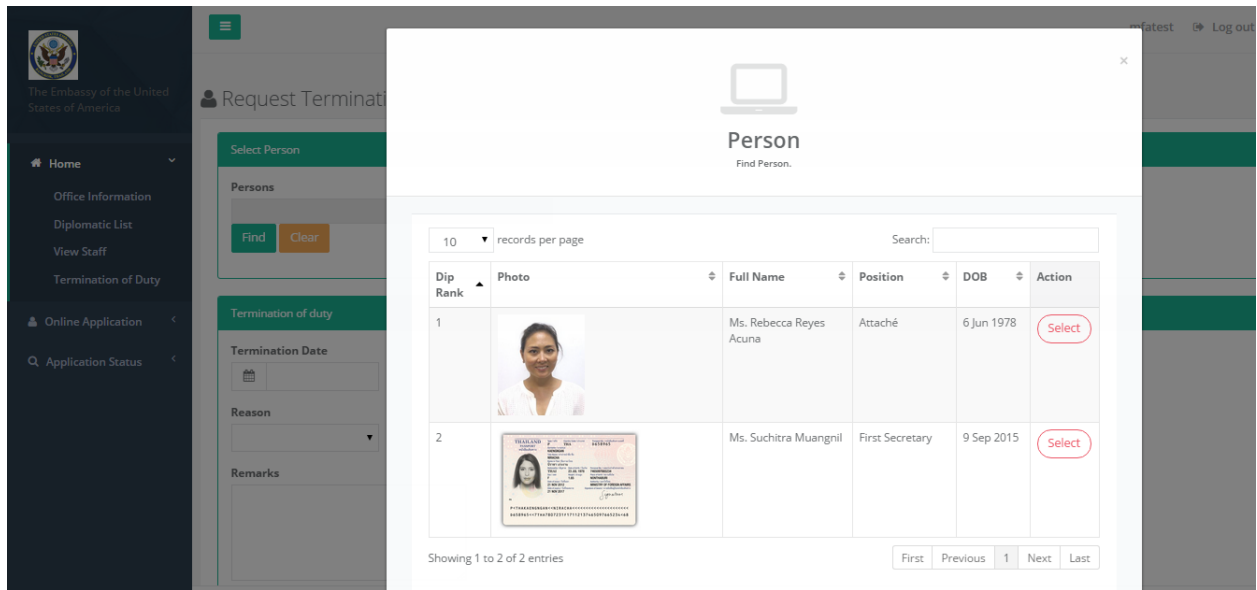 mfatest Log out
The Embassy of the United
States of America
Home
Office Information
Diplomatic List
View Staff
Termination of Duty
Online Application
Application Status
Request Terminati
Select Person
Persons
Find Clear
Termination of duty
Termination Date
Reason
Remarks
×
Person
Find Person.
10 records per page
Search:
Dip
Rank
Photo Full Name Position DOB Action
1 Ms. Rebecca Reyes
Acuna
Attaché 6 Jun 1978 Select
2 Ms. Suchitra Muangnil First Secretary 9 Sep 2015 Select
THAILAND
Showing 1 to 2 of 2 entries
First Previous 1 Next Last